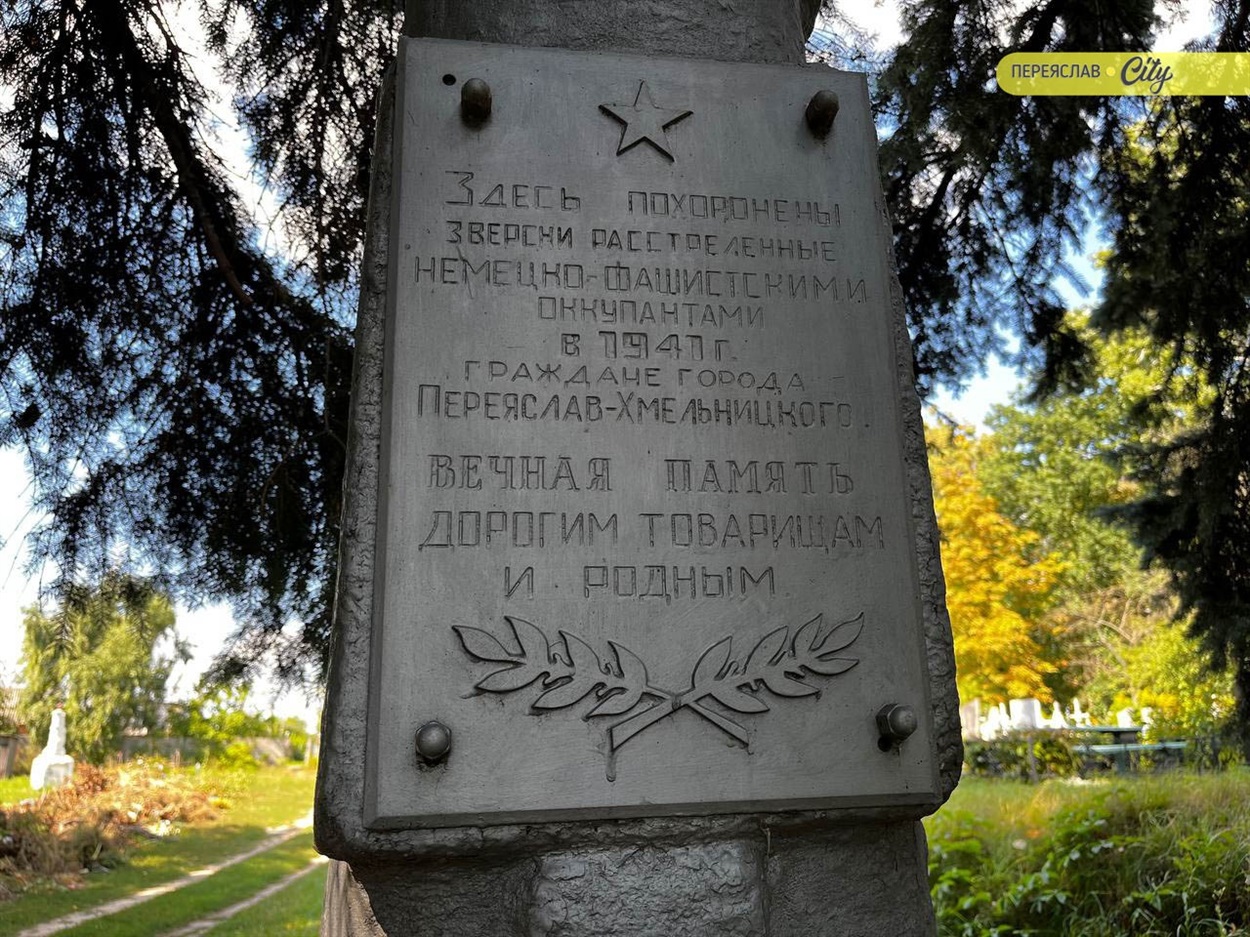 ПЕРЕЯСЛАВ • City
Здесь похоронены
зверски расстреленные
немецко-фашистскими
оккупантами
в 1941 г.
граждане города
Переяслав-Хмельницкого.
ВЕЧНАЯ ПАМЯТЬ
ДОРОГИМ ТОВАРИЩАМ
И РОДНЫМ.